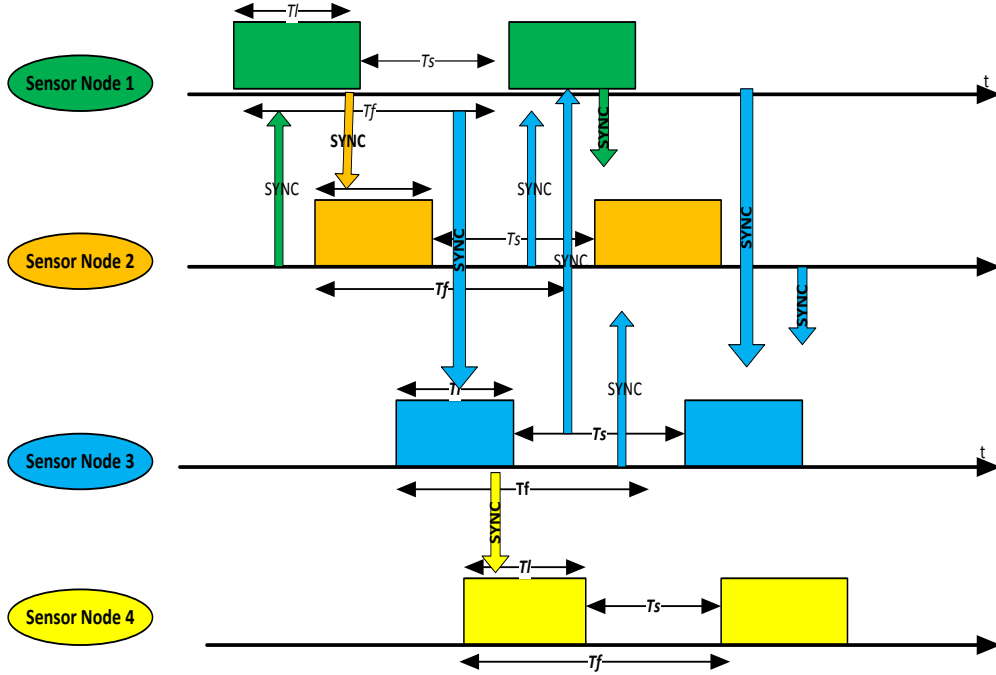 Tl
Ts
t
Sensor Node 1
Tf
SYNC
SYNC
SYNC
SYNC
SYNC
SYNC
Ts
SYNC
Sensor Node 2
Tf
SYNC
SYNC
Ts
Sensor Node 3
t
Tf
SYNC
Tl
Ts
Sensor Node 4
Tf